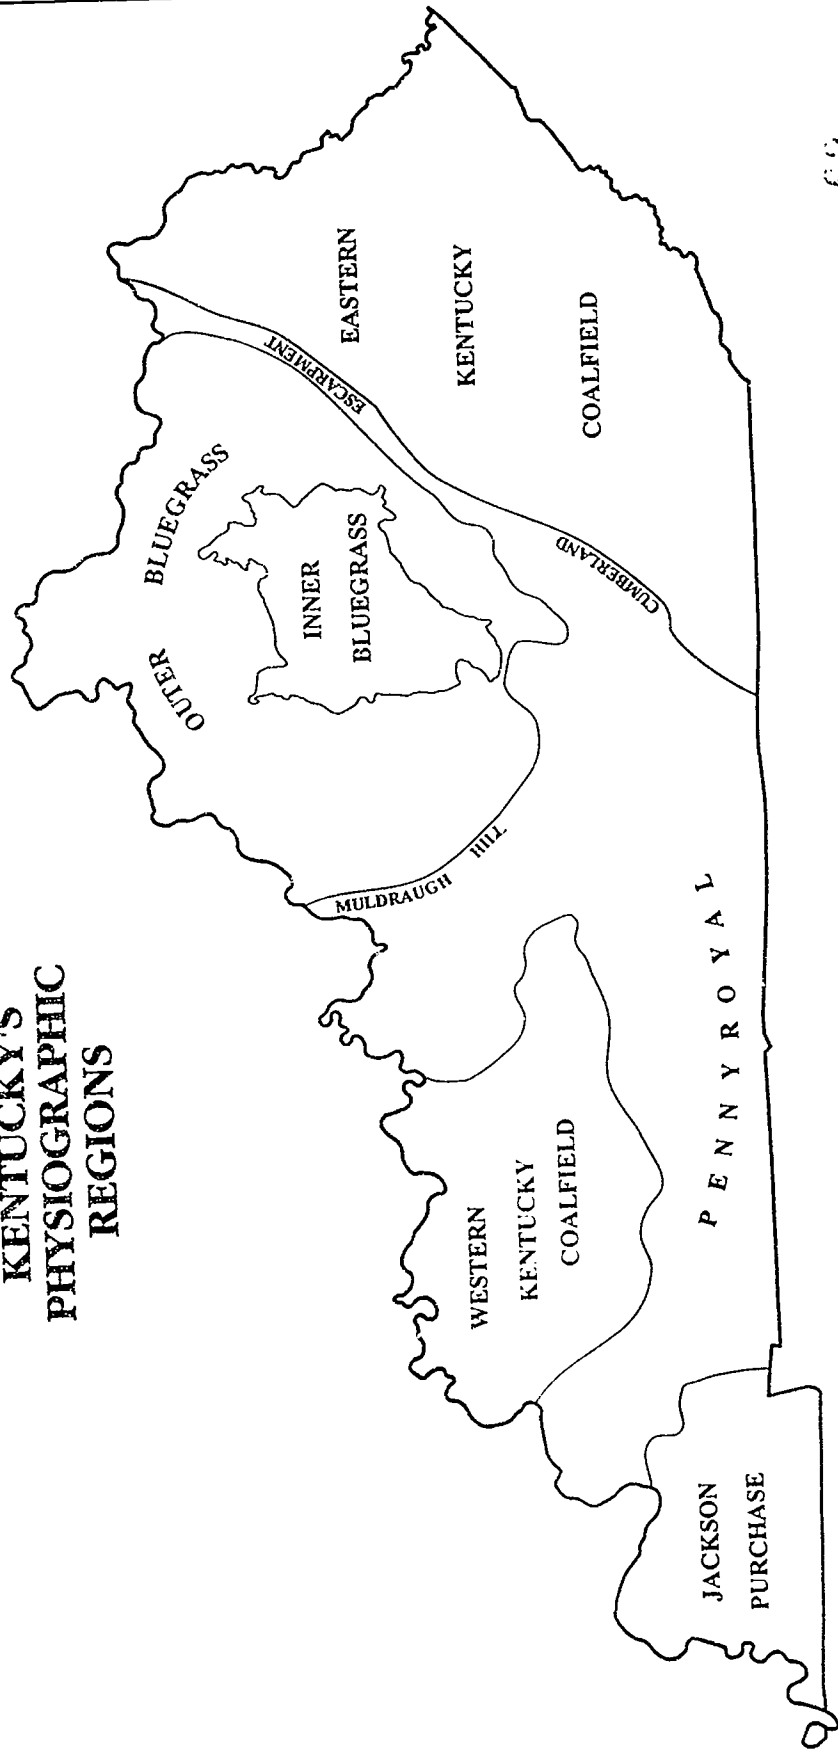 KENTUCKY'S
PHYSIOGRAPHIC
REGIONS
OUTER BLUEGRASS
INNER
BLUEGRASS
EASTERN
KENTUCKY
COALFIELD
CUMBERLAND ESCARPMENT
MULDRAUGH HILL
WESTERN
KENTUCKY
COALFIELD
PENNYROYAL
JACKSON
PURCHASE